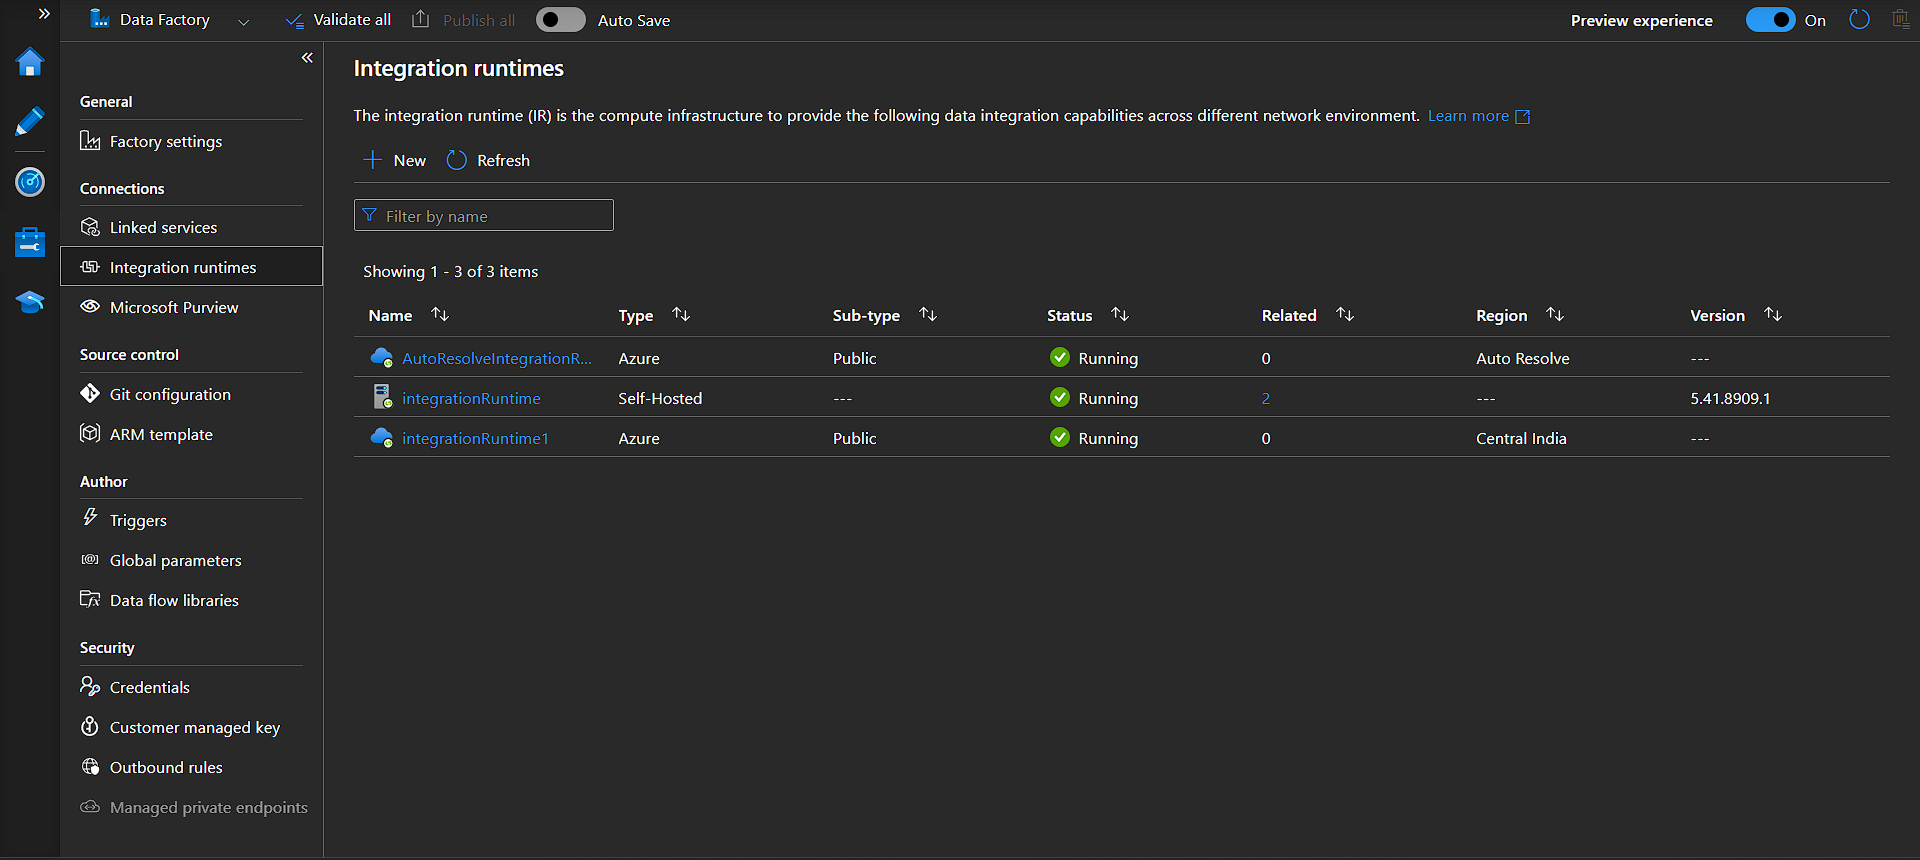 Data Factory
Validate all
Publish all
Auto Save
Preview experience
On
General
Factory settings
Connections
Linked services
Integration runtimes
Microsoft Purview
Source control
Git configuration
ARM template
Author
Triggers
Global parameters
Data flow libraries
Security
Credentials
Customer managed key
Outbound rules
Managed private endpoints
Integration runtimes
The integration runtime (IR) is the compute infrastructure to provide the following data integration capabilities across different network environment. Learn more
New Refresh
Filter by name
Showing 1 - 3 of 3 items
Name Type Sub-type Status Related Region Version
AutoResolveIntegrationR... Azure Public Running 0 Auto Resolve ---
integrationRuntime Self-Hosted --- Running 2 --- 5.41.8909.1
integrationRuntime1 Azure Public Running 0 Central India ---